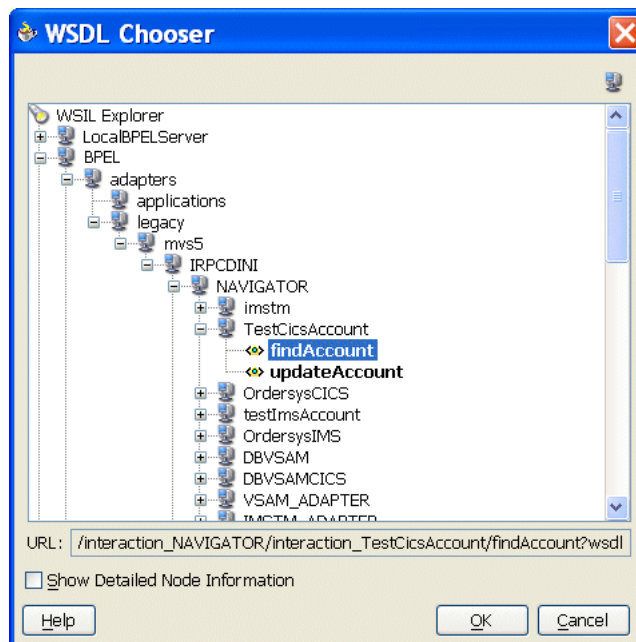 WSDL Chooser
WSIL Explorer
LocalBPELServer
BPEL
adapters
applications
legacy
mvs5
IRPCDINI
NAVIGATOR
imstm
TestCicsAccount
findAccount
updateAccount
OrdersysCICS
testImsAccount
OrdersysIMS
DBVSAM
DBVSAMCICS
VSAM_ADAPTER
IMSTM_ADAPTER
URL: /interaction_NAVIGATOR/interaction_TestCicsAccount/findAccount?wsdl
Show Detailed Node Information
Help OK Cancel